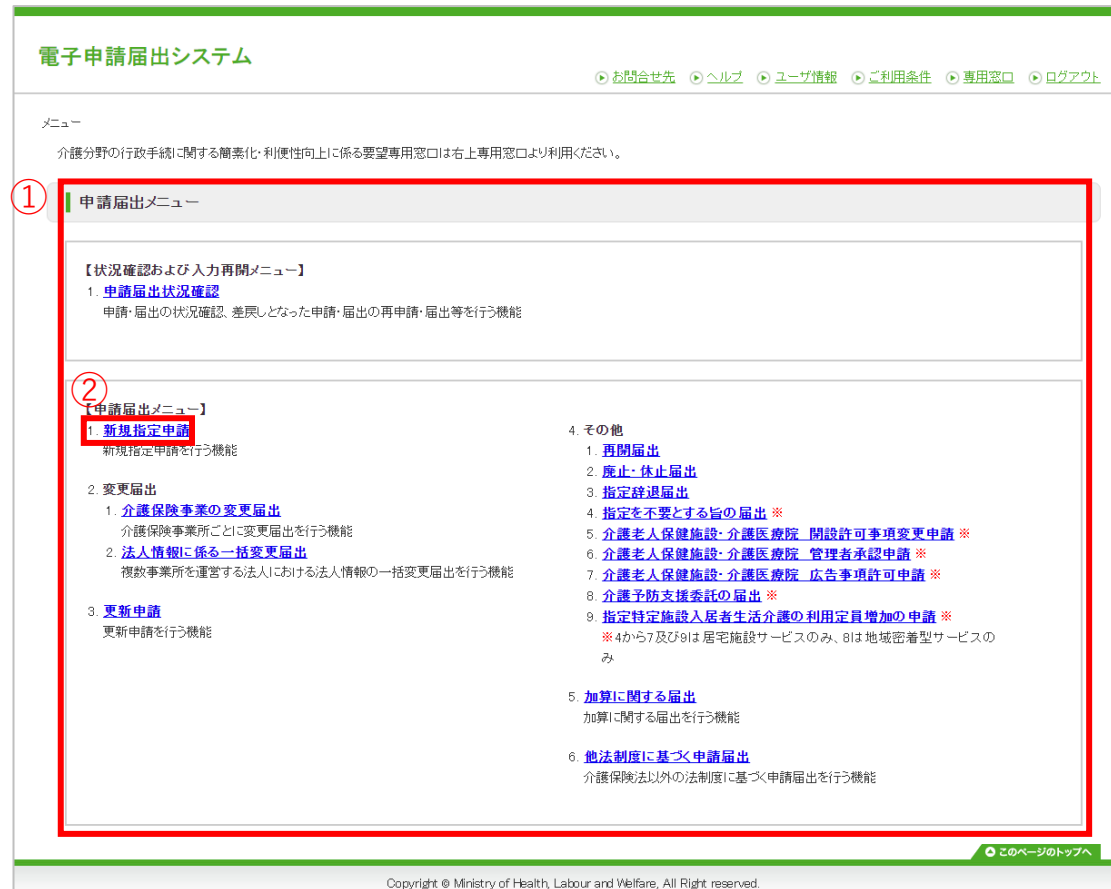 電子申請届出システム
お問合せ先 ヘルプ ユーザ情報 ご利用条件 専用窓口 ログアウト
メニュー
介護分野の行政手続に関する簡素化・利便性向上に係る要望専用窓口は右上専用窓口より利用ください。
①
申請届出メニュー
【状況確認および入力再開メニュー】
1. 申請届出状況確認
申請・届出の状況確認、差戻しとなった申請・届出の再申請・届出等を行う機能
②
【申請届出メニュー】
1. 新規指定申請
新規指定申請を行う機能
2. 変更届出
1. 介護保険事業の変更届出
介護保険事業所ごとに変更届出を行う機能
2. 法人情報に係る一括変更届出
複数事業所を運営する法人における法人情報の一括変更届出を行う機能
3. 更新申請
更新申請を行う機能
4. その他
1. 再開届出
2. 廃止・休止届出
3. 指定辞退届出
4. 指定を不要とする旨の届出 ※
5. 介護老人保健施設・介護医療院 開設許可事項変更申請 ※
6. 介護老人保健施設・介護医療院 管理者承認申請 ※
7. 介護老人保健施設・介護医療院 広告事項許可申請 ※
8. 介護予防支援委託の届出 ※
9. 指定特定施設入居者生活介護の利用定員増加の申請 ※
※4から7及び9は居宅施設サービスのみ、8は地域密着型サービスの
み
5. 加算に関する届出
加算に関する届出を行う機能
6. 他法制度に基づく申請届出
介護保険法以外の法制度に基づく申請届出を行う機能
このページのトップへ
Copyright © Ministry of Health, Labour and Welfare, All Right reserved.